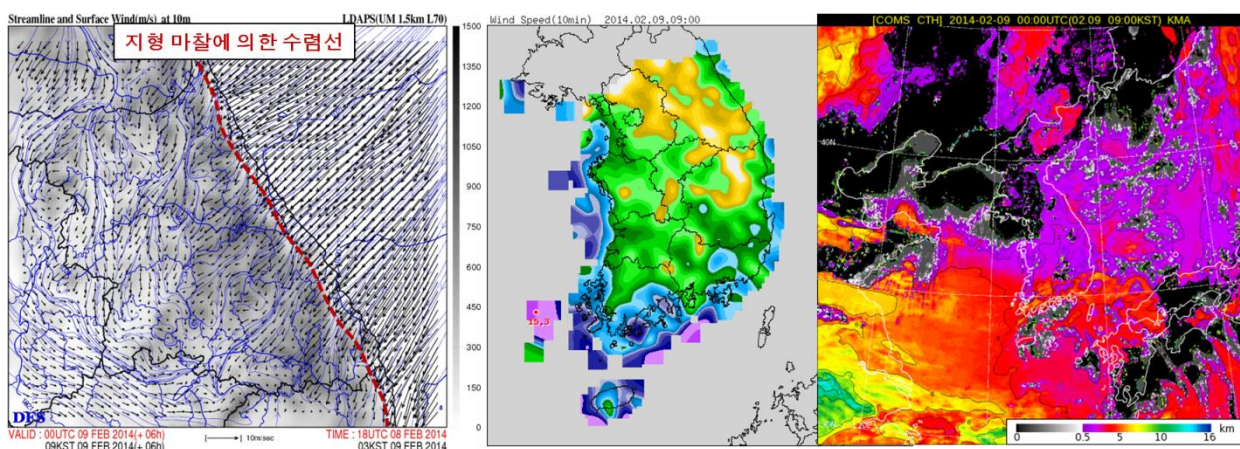 Streamline and Surface Wind(m/s) at 10m
LDAPS(UM 1.5km L70)
지형 마찰에 의한 수렴선
1500
1350
1200
1050
900
750
600
450
300
150
0
DFS
VALID : 00UTC 09 FEB 2014(+ 06h)
09KST 09 FEB 2014(+ 06h)
10m/sec
TIME : 18UTC 08 FEB 2014
03KST 09 FEB 2014
Wind Speed(10min) 2014.02.09.09:00
[COMS CTH] 2014-02-09 00:00UTC(02.09 09:00KST) KMA
40N
30N
0 0.5 5 10 16 km